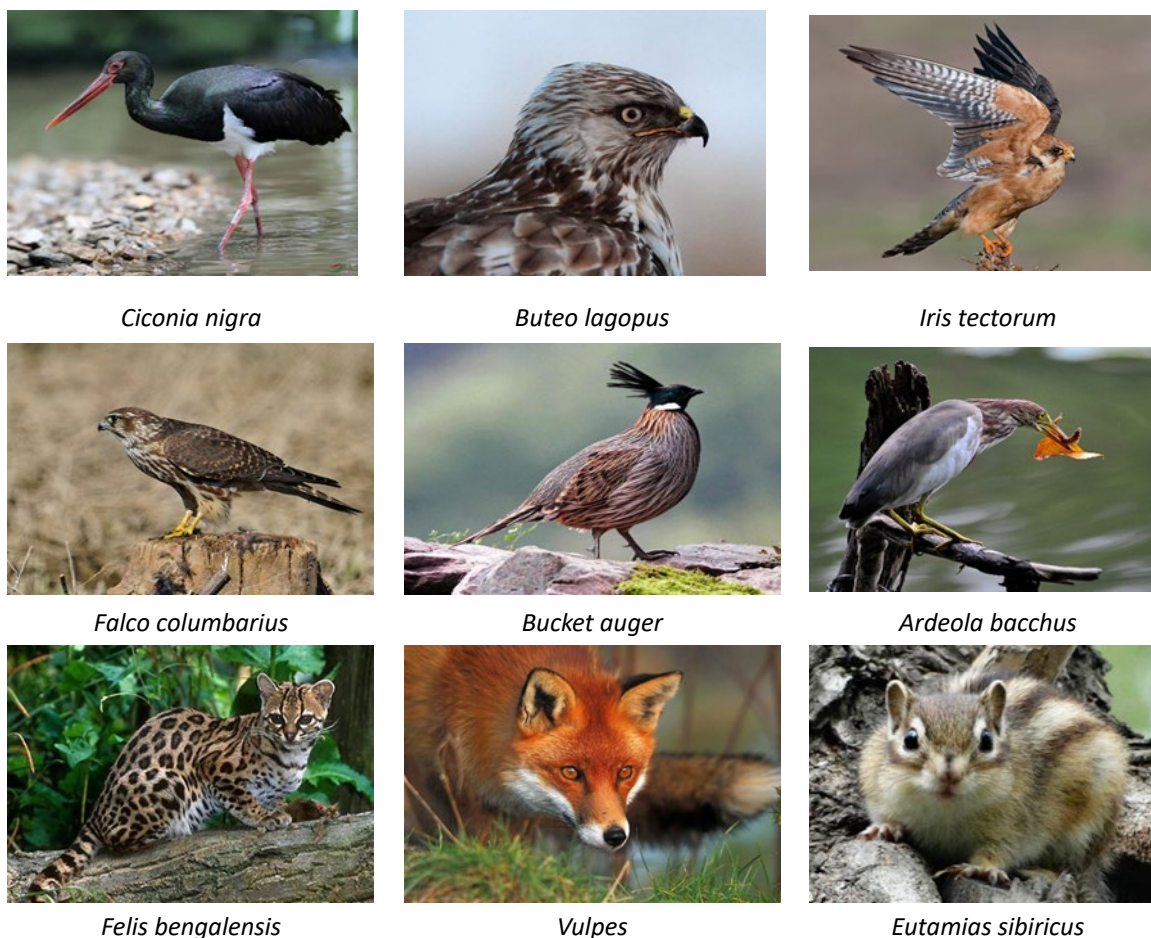 Ciconia nigra
Buteo lagopus
Iris tectorum
Falco columbarius
Bucket auger
Ardeola bacchus
Felis bengalensis
Vulpes
Eutamias sibiricus